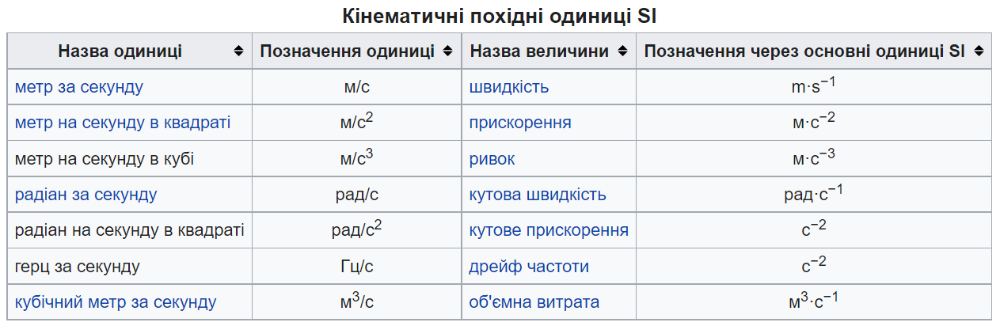 Кінематичні похідні одиниці SI
Назва одиниці Позначення одиниці Назва величини Позначення через основні одиниці SI
метр за секунду м/с швидкість m·s⁻¹
метр на секунду в квадраті м/с² прискорення м·с⁻²
метр на секунду в кубі м/с³ ривок м·с⁻³
радіан за секунду рад/с кутова швидкість рад·с⁻¹
радіан на секунду в квадраті рад/с² кутове прискорення с⁻²
герц за секунду Гц/с дрейф частоти с⁻²
кубічний метр за секунду м³/с об'ємна витрата м³·с⁻¹